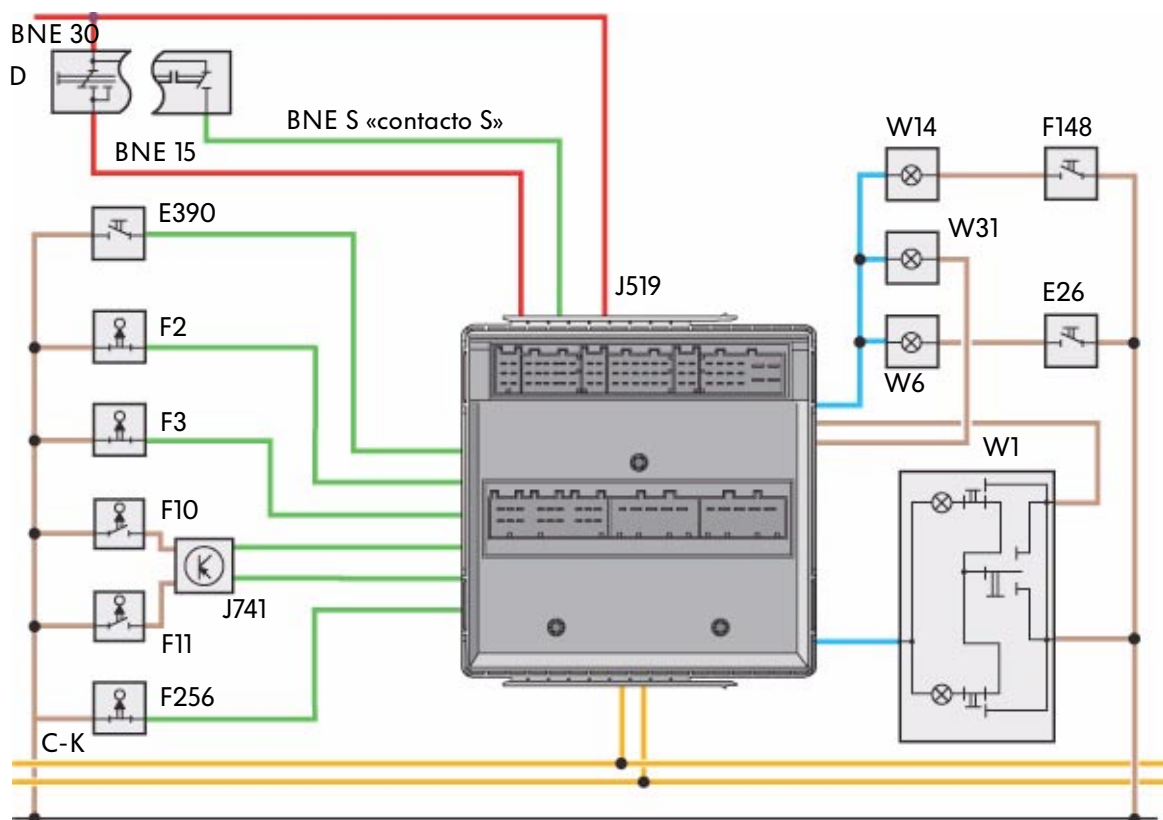 BNE 30
D
BNE S «contacto S»
BNE 15
W14
F148
E390
W31
J519
E26
F2
W6
F3
W1
F10
J741
F11
F256
C-K